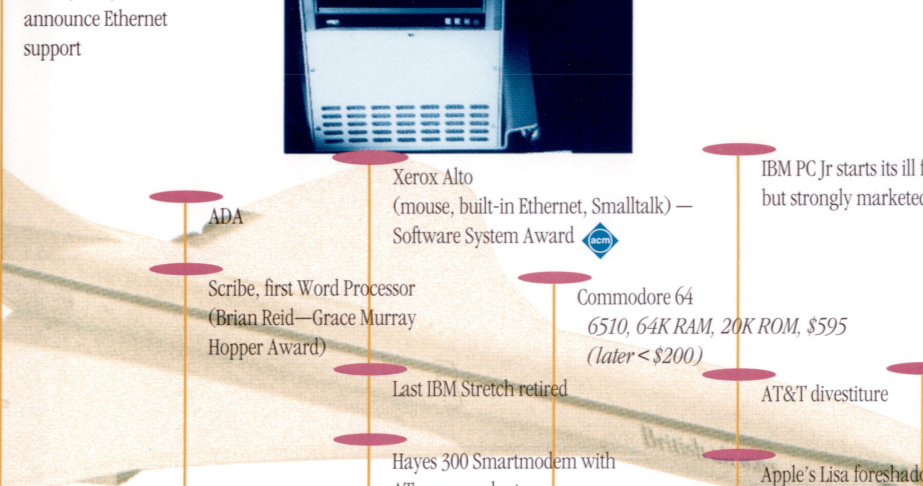 announce Ethernet
support
Xerox Alto
(mouse, built-in Ethernet, Smalltalk) —
Software System Award acm
ADA
Scribe, first Word Processor
(Brian Reid—Grace Murray
Hopper Award)
Last IBM Stretch retired
Hayes 300 Smartmodem with
Commodore 64
6510, 64K RAM, 20K ROM, $595
(later < $200)
IBM PC Jr starts its ill
but strongly marketed
AT&T divestiture
British
Apple's Lisa